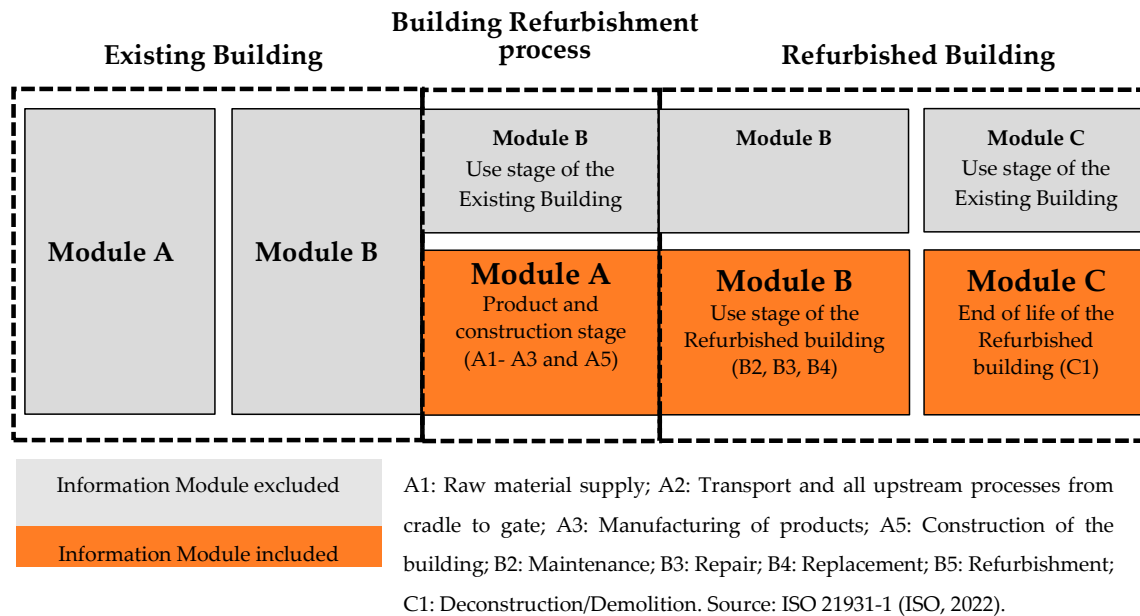 Existing Building
Building Refurbishment
process
Refurbished Building
Module A
Module B
Module B
Use stage of the
Existing Building
Module B
Module C
Use stage of the
Existing Building
Module A
Product and
construction stage
(A1- A3 and A5)
Module B
Use stage of the
Refurbished building
(B2, B3, B4)
Module C
End of life of the
Refurbished
building (C1)
Information Module excluded
Information Module included
A1: Raw material supply; A2: Transport and all upstream processes from
cradle to gate; A3: Manufacturing of products; A5: Construction of the
building; B2: Maintenance; B3: Repair; B4: Replacement; B5: Refurbishment;
C1: Deconstruction/Demolition. Source: ISO 21931-1 (ISO, 2022).